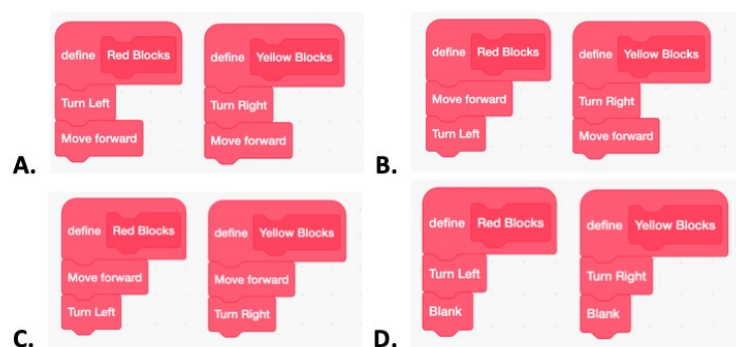 define Red Blocks
Turn Left
Move forward
define Yellow Blocks
Turn Right
Move forward
A.
define Red Blocks
Move forward
Turn Left
define Yellow Blocks
Turn Right
Move forward
B.
define Red Blocks
Move forward
Turn Left
define Yellow Blocks
Move forward
Turn Right
C.
define Red Blocks
Turn Left
Blank
define Yellow Blocks
Turn Right
Blank
D.